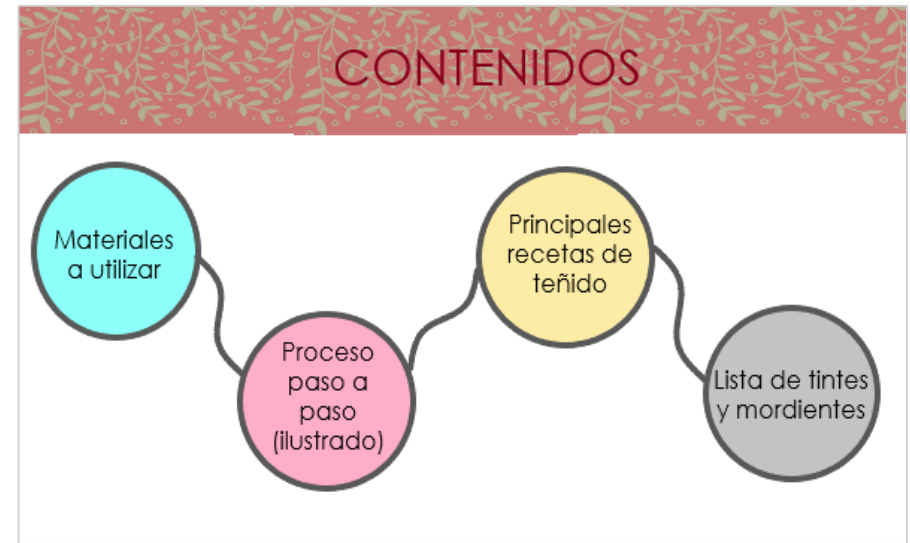 CONTENIDOS
Materiales
a utilizar
Proceso
paso a
paso
(ilustrado)
Principales
recetas de
teñido
Lista de tintes
y mordientes